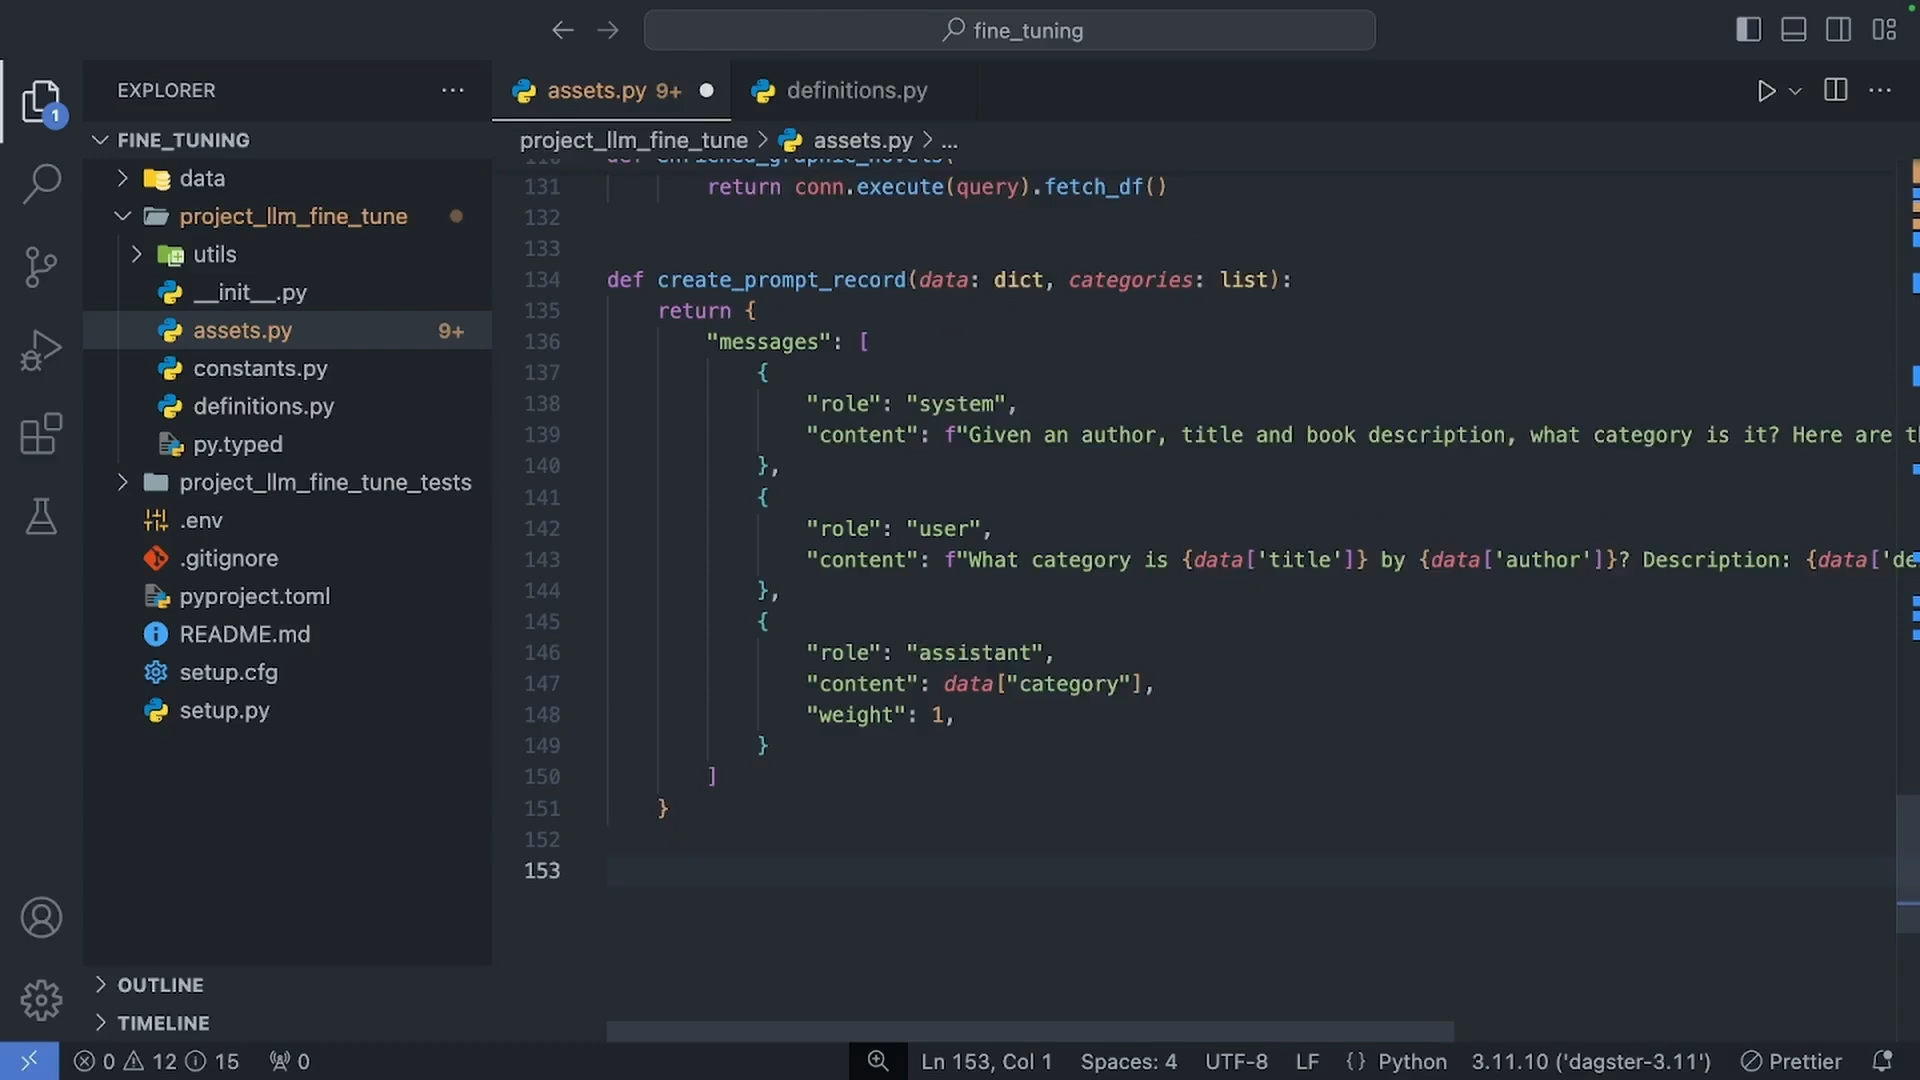 fine_tuning
EXPLORER
assets.py 9+
definitions.py
1
FINE_TUNING
project_llm_fine_tune > assets.py > ...
data
project_llm_fine_tune
utils
__init__.py
assets.py 9+
constants.py
definitions.py
py.typed
project_llm_fine_tune_tests
.env
.gitignore
pyproject.toml
README.md
setup.cfg
setup.py
OUTLINE
TIMELINE
131 return conn.execute(query).fetch_df()
132
133
134 def create_prompt_record(data: dict, categories: list):
135 return {
136 "messages": [
137 {
138 "role": "system",
139 "content": f"Given an author, title and book description, what category is it? Here are
140 },
141 {
142 "role": "user",
143 "content": f"What category is {data['title']} by {data['author']}? Description: {data['de
144 },
145 {
146 "role": "assistant",
147 "content": data["category"],
148 "weight": 1,
149 }
150 ]
151 }
152
153
0 12 15 0
Ln 153, Col 1 Spaces: 4 UTF-8 LF {} Python 3.11.10 ('dagster-3.11') Prettier